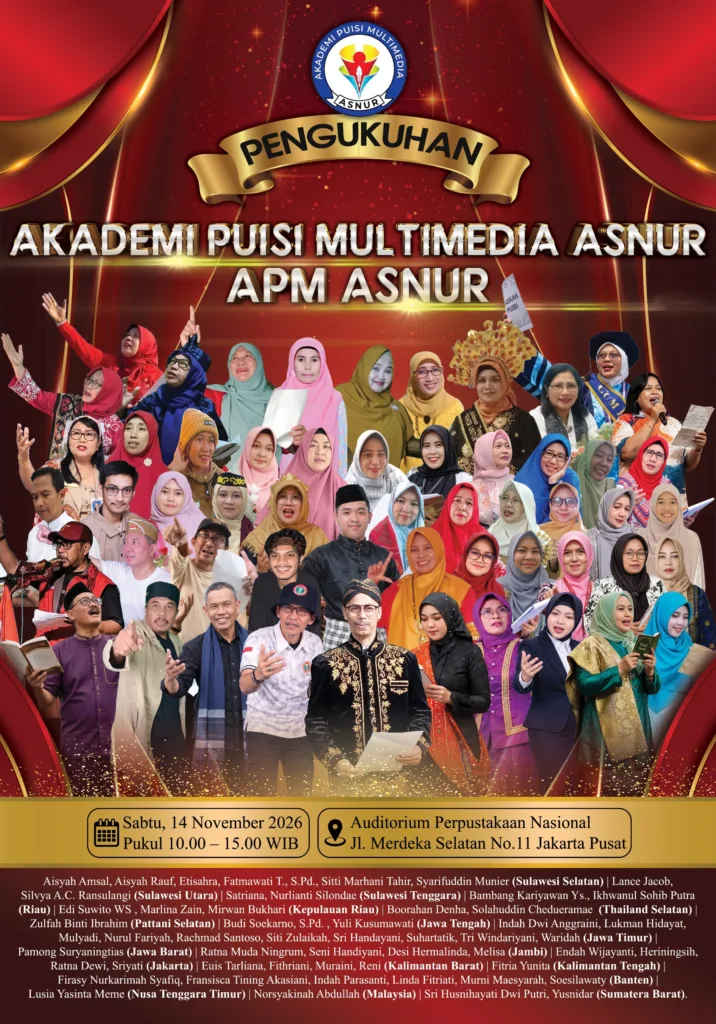 AKADEMI PUISI MULTIMEDIA
ASNUR
PENGUKUHAN
AKADEMI PUISI MULTIMEDIA ASNUR
APM ASNUR
PUISI
Sabtu, 14 November 2026
Pukul 10.00 – 15.00 WIB
Auditorium Perpustakaan Nasional
Jl. Merdeka Selatan No.11 Jakarta Pusat
Aisyah Amsal, Aisyah Rauf, Etisahra, Fatmawati T., S.Pd., Sitti Marhani Tahir, Syarifuddin Munier (Sulawesi Selatan) | Lance Jacob,
Silvya A.C. Ransulangi (Sulawesi Utara) | Satriana, Nurlianti Silondae (Sulawesi Tenggara) | Bambang Kariyawan Ys., Ikhwanul Sohib Putra
(Riau) | Edi Suwito WS , Marlina Zain, Mirwan Bukhari (Kepulauan Riau) | Boorahan Denha, Solahuddin Chedueramae (Thailand Selatan) |
Zulfah Binti Ibrahim (Pattani Selatan) | Budi Soekarno, S.Pd. , Yuli Kusumawati (Jawa Tengah) | Indah Dwi Anggraini, Lukman Hidayat,
Mulyadi, Nurul Fariyah, Rachmad Santoso, Siti Zulaikah, Sri Handayani, Suhartatik, Tri Windariyani, Waridah (Jawa Timur) |
Pamong Suryaningtias (Jawa Barat) | Ratna Muda Ningrum, Seni Handiyani, Desi Hermalinda, Melisa (Jambi) | Endah Wijayanti, Heriningsih,
Ratna Dewi, Sriyati (Jakarta) | Euis Tarliana, Fithriani, Muraini, Reni (Kalimantan Barat) | Fitria Yunita (Kalimantan Tengah) |
Firasy Nurkarimah Syafiq, Fransisca Tining Akasiani, Indah Parasanti, Linda Fitriati, Murni Maesyarah, Soesilawaty (Banten) |
Lusia Yasinta Meme (Nusa Tenggara Timur) | Norsyakinah Abdullah (Malaysia) | Sri Husnihayati Dwi Putri, Yusnidar (Sumatera Barat).